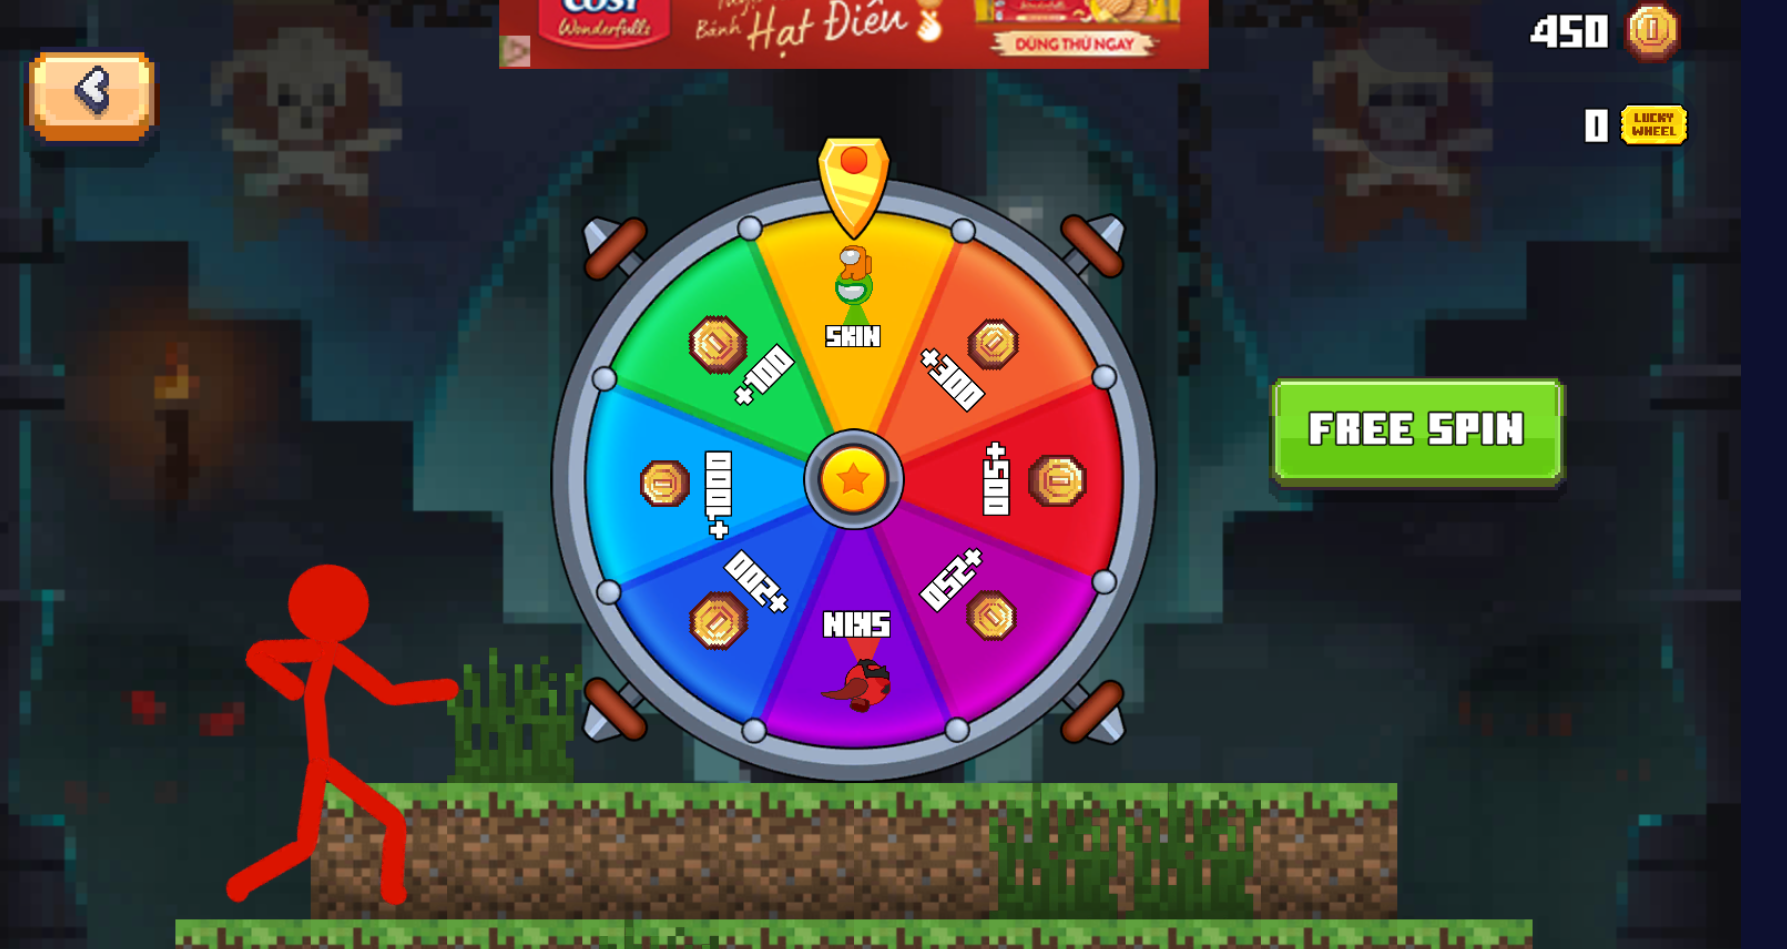 COSY
Wonderfulls
Bánh Hạt Điều
DÙNG THỬ NGAY
450
0
LUCKY
WHEEL
SKIN
+100
+300
+100
+500
FREE SPIN
+200
+250
SKIN